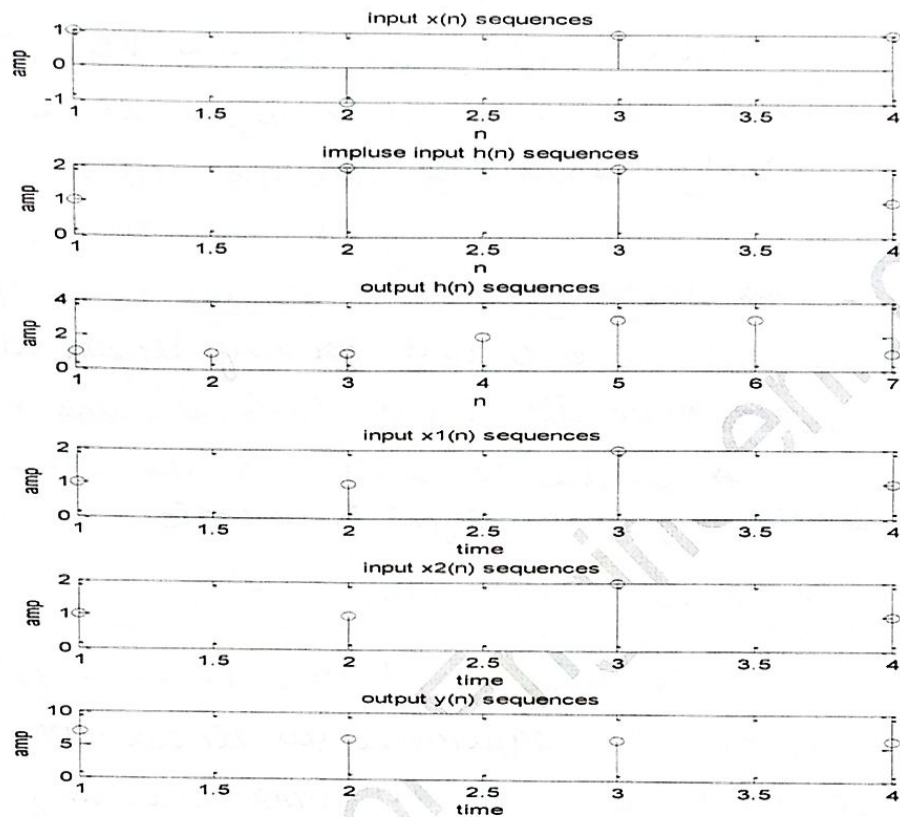 input x(n) sequences
1
0
-1
amp
1 1.5 2 2.5 3 3.5 4
n
impluse input h(n) sequences
2
1
0
amp
1 1.5 2 2.5 3 3.5 4
n
output h(n) sequences
4
2
0
amp
1 2 3 4 5 6 7
n
input x1(n) sequences
2
1
0
amp
1 1.5 2 2.5 3 3.5 4
time
input x2(n) sequences
2
1
0
amp
1 1.5 2 2.5 3 3.5 4
time
output y(n) sequences
10
5
0
amp
1 1.5 2 2.5 3 3.5 4
time